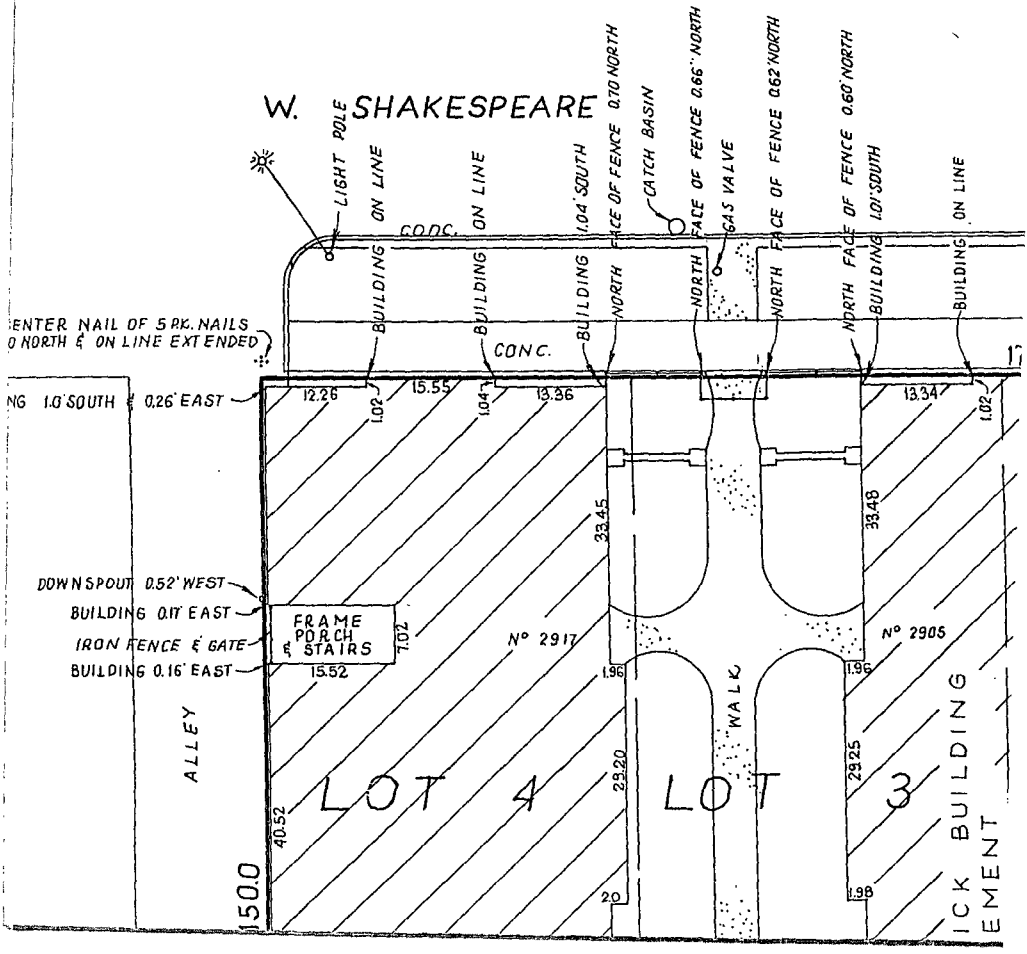 W. SHAKESPEARE
LIGHT POLE
BUILDING ON LINE
BUILDING ON LINE
BUILDING 1.04' SOUTH
NORTH FACE OF FENCE 0.70 NORTH
CATCH BASIN
NORTH FACE OF FENCE 0.66' NORTH
GAS VALVE
NORTH FACE OF FENCE 0.62' NORTH
NORTH FACE OF FENCE 0.60' NORTH
BUILDING 1.01' SOUTH
BUILDING ON LINE
CONC.
CONC.
ENTER NAIL OF 5 P.K. NAILS
O NORTH & ON LINE EXTENDED
17
NG 1.0' SOUTH & 0.26' EAST
12.26
1.02
15.55
1.04
13.36
13.34
1.02
33.45
33.48
DOWNSPOUT 0.52' WEST
BUILDING 0.17' EAST
IRON FENCE & GATE
BUILDING 0.16' EAST
FRAME
PORCH
& STAIRS
7.02
15.52
Nº 2917
Nº 2905
1.96
1.96
WALK
ALLEY
LOT 4
LOT 3
29.20
29.25
40.52
150.0
2.0
1.98
ICK BUILDING
EMENT